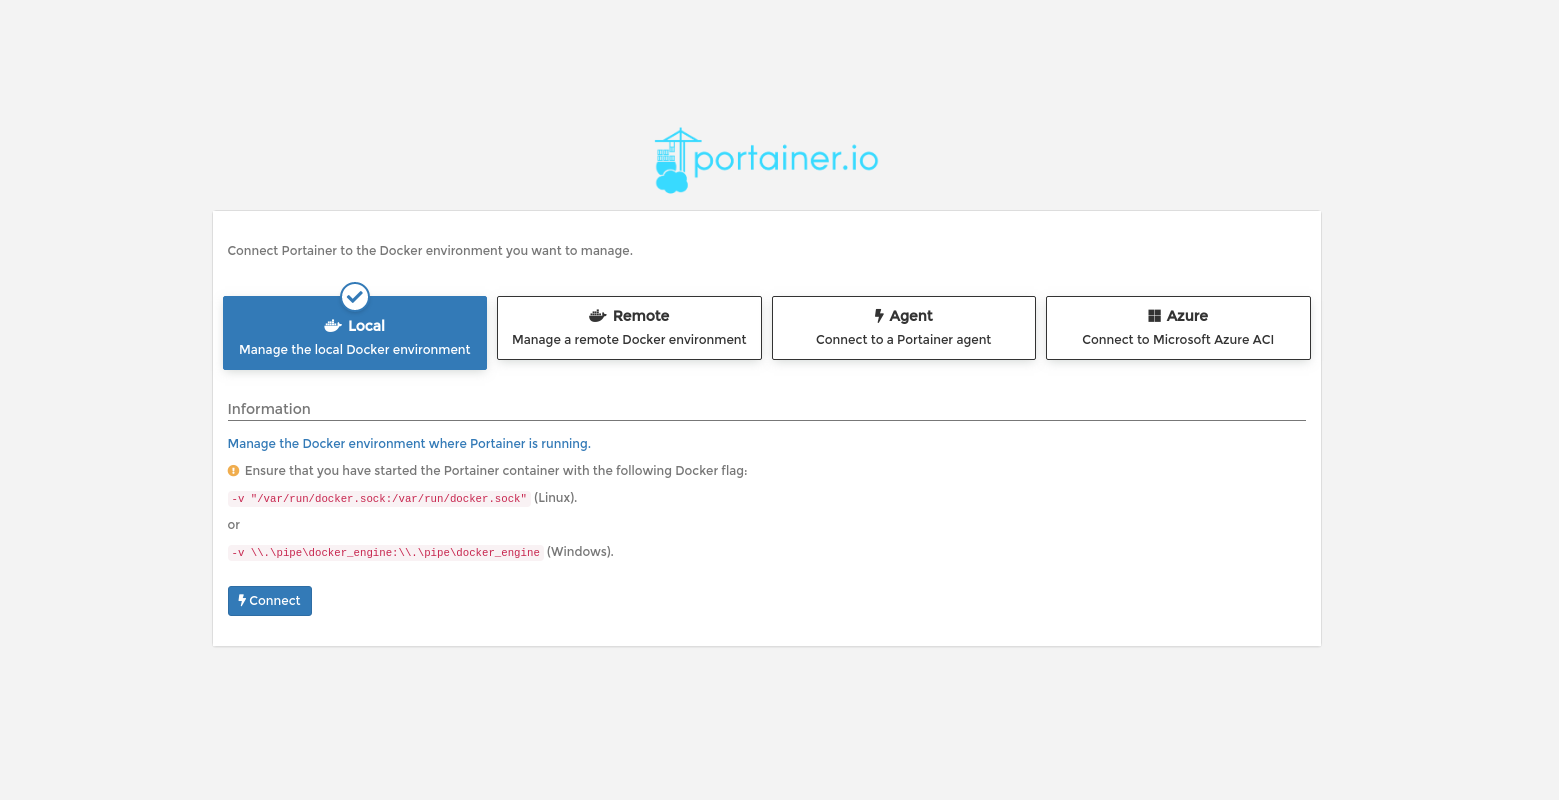 portainer.io
Connect Portainer to the Docker environment you want to manage.
Local
Manage the local Docker environment
Remote
Manage a remote Docker environment
Agent
Connect to a Portainer agent
Azure
Connect to Microsoft Azure ACI
Information
Manage the Docker environment where Portainer is running.
Ensure that you have started the Portainer container with the following Docker flag:
-v "/var/run/docker.sock:/var/run/docker.sock" (Linux).
or
-v \\.\pipe\docker_engine:\\.\pipe\docker_engine (Windows).
Connect